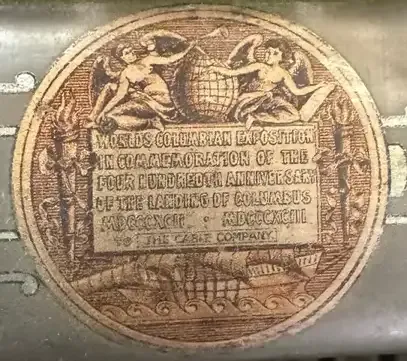 WORLDS COLUMBIAN EXPOSITION
IN COMMEMORATION OF THE
FOUR HUNDREDTH ANNIVERSARY
OF THE LANDING OF COLUMBUS
MDCCCXCII · MDCCCXCIII
TO THE CABLE COMPANY